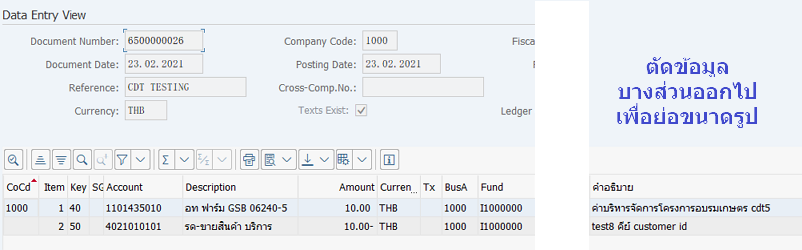 Data Entry View
Document Number: 6500000026 Company Code: 1000 Fisca
Document Date: 23.02.2021 Posting Date: 23.02.2021
Reference: CDT TESTING Cross-Comp.No.:
Currency: THB Texts Exist: Ledger
ตัดข้อมูล
บางส่วนออกไป
เพื่อย่อขนาดรูป
CoCd Item Key SG Account Description Amount Curren... Tx BusA Fund คำอธิบาย
1000 1 40 1101435010 อท ฟาร์ม GSB 06240-5 10.00 THB 1000 I1000000 ค่าบริหารจัดการโครงการอบรมเกษตร cdt5
2 50 4021010101 รด-ขายสินค้า บริการ 10.00- THB 1000 I1000000 test8 คีย์ customer id